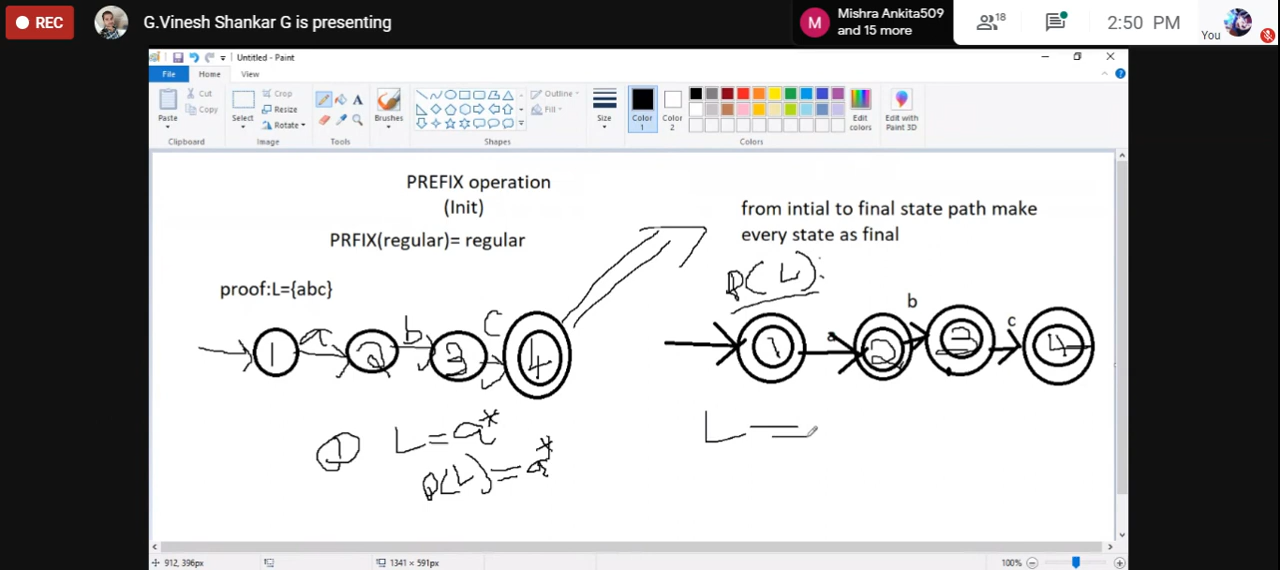 REC
G.Vinesh Shankar G is presenting
M
Mishra Ankita509
and 15 more
18
2:50 PM
You
Untitled - Paint
File
Home
View
Paste
Cut
Copy
Clipboard
Select
Crop
Resize
Rotate
Image
A
Tools
Brushes
Shapes
Outline
Fill
Size
Color
1
Color
2
Edit
colors
Edit with
Paint 3D
Colors
PREFIX operation
(Init)
PRFIX(regular)= regular
proof:L={abc}
1 a 2 b 3 c 4
from intial to final state path make
every state as final
P(L):
1 a 2 b 3 c 4
1 L=a*
P(L)=a*
L=
912, 396px
1341 × 591px
100%